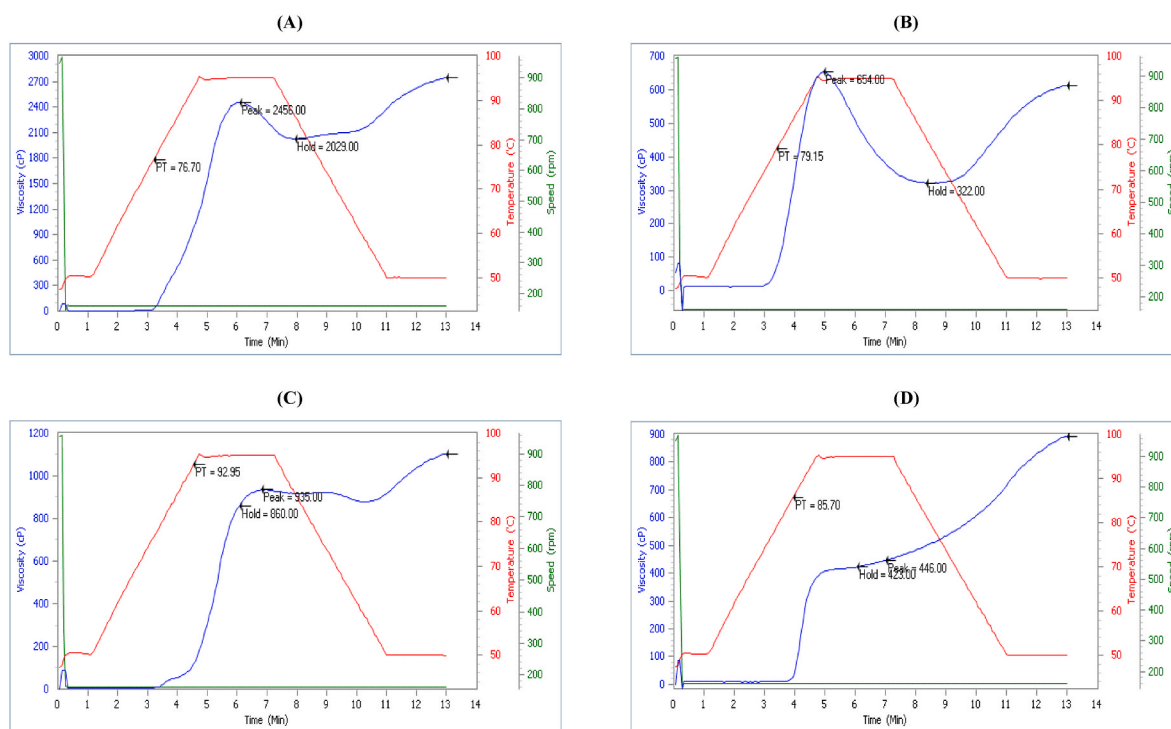 (A)
3000
2700
2400
2100
1800
1500
1200
900
600
300
0
Viscosity (cP)
0 1 2 3 4 5 6 7 8 9 10 11 12 13 14
Time (Min)
100
90
80
70
60
50
Temperature (°C)
900
800
700
600
500
400
300
200
Speed (rpm)
Peak = 2456.00
Hold = 2029.00
PT = 76.70
(B)
700
600
500
400
300
200
100
0
Viscosity (cP)
0 1 2 3 4 5 6 7 8 9 10 11 12 13 14
Time (Min)
100
90
80
70
60
50
Temperature (°C)
900
800
700
600
500
400
300
200
Speed (rpm)
Peak = 654.00
PT = 79.15
Hold = 322.00
(C)
1200
1000
800
600
400
200
0
Viscosity (cP)
0 1 2 3 4 5 6 7 8 9 10 11 12 13 14
Time (Min)
100
90
80
70
60
50
Temperature (°C)
900
800
700
600
500
400
300
200
Speed (rpm)
PT = 92.95
Peak = 935.00
Hold = 860.00
(D)
900
800
700
600
500
400
300
200
100
0
Viscosity (cP)
0 1 2 3 4 5 6 7 8 9 10 11 12 13 14
Time (Min)
100
90
80
70
60
50
Temperature (°C)
900
800
700
600
500
400
300
200
Speed (rpm)
PT = 85.70
Peak = 446.00
Hold = 423.00